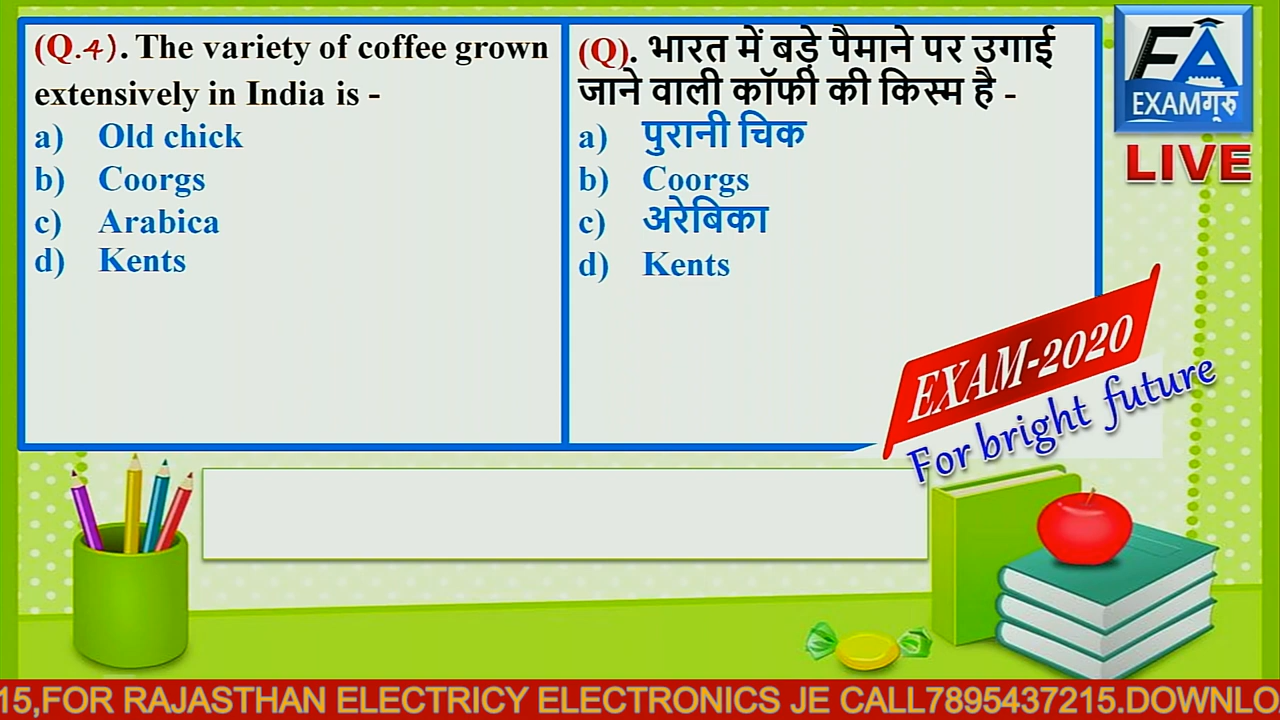 (Q.4). The variety of coffee grown
extensively in India is -
a) Old chick
b) Coorgs
c) Arabica
d) Kents
(Q). भारत में बड़े पैमाने पर उगाई
जाने वाली कॉफी की किस्म है -
a) पुरानी चिक
b) Coorgs
c) अरेबिका
d) Kents
EA
EXAMगुरु
LIVE
EXAM-2020
For bright future
15,FOR RAJASTHAN ELECTRICY ELECTRONICS JE CALL7895437215.DOWNLO